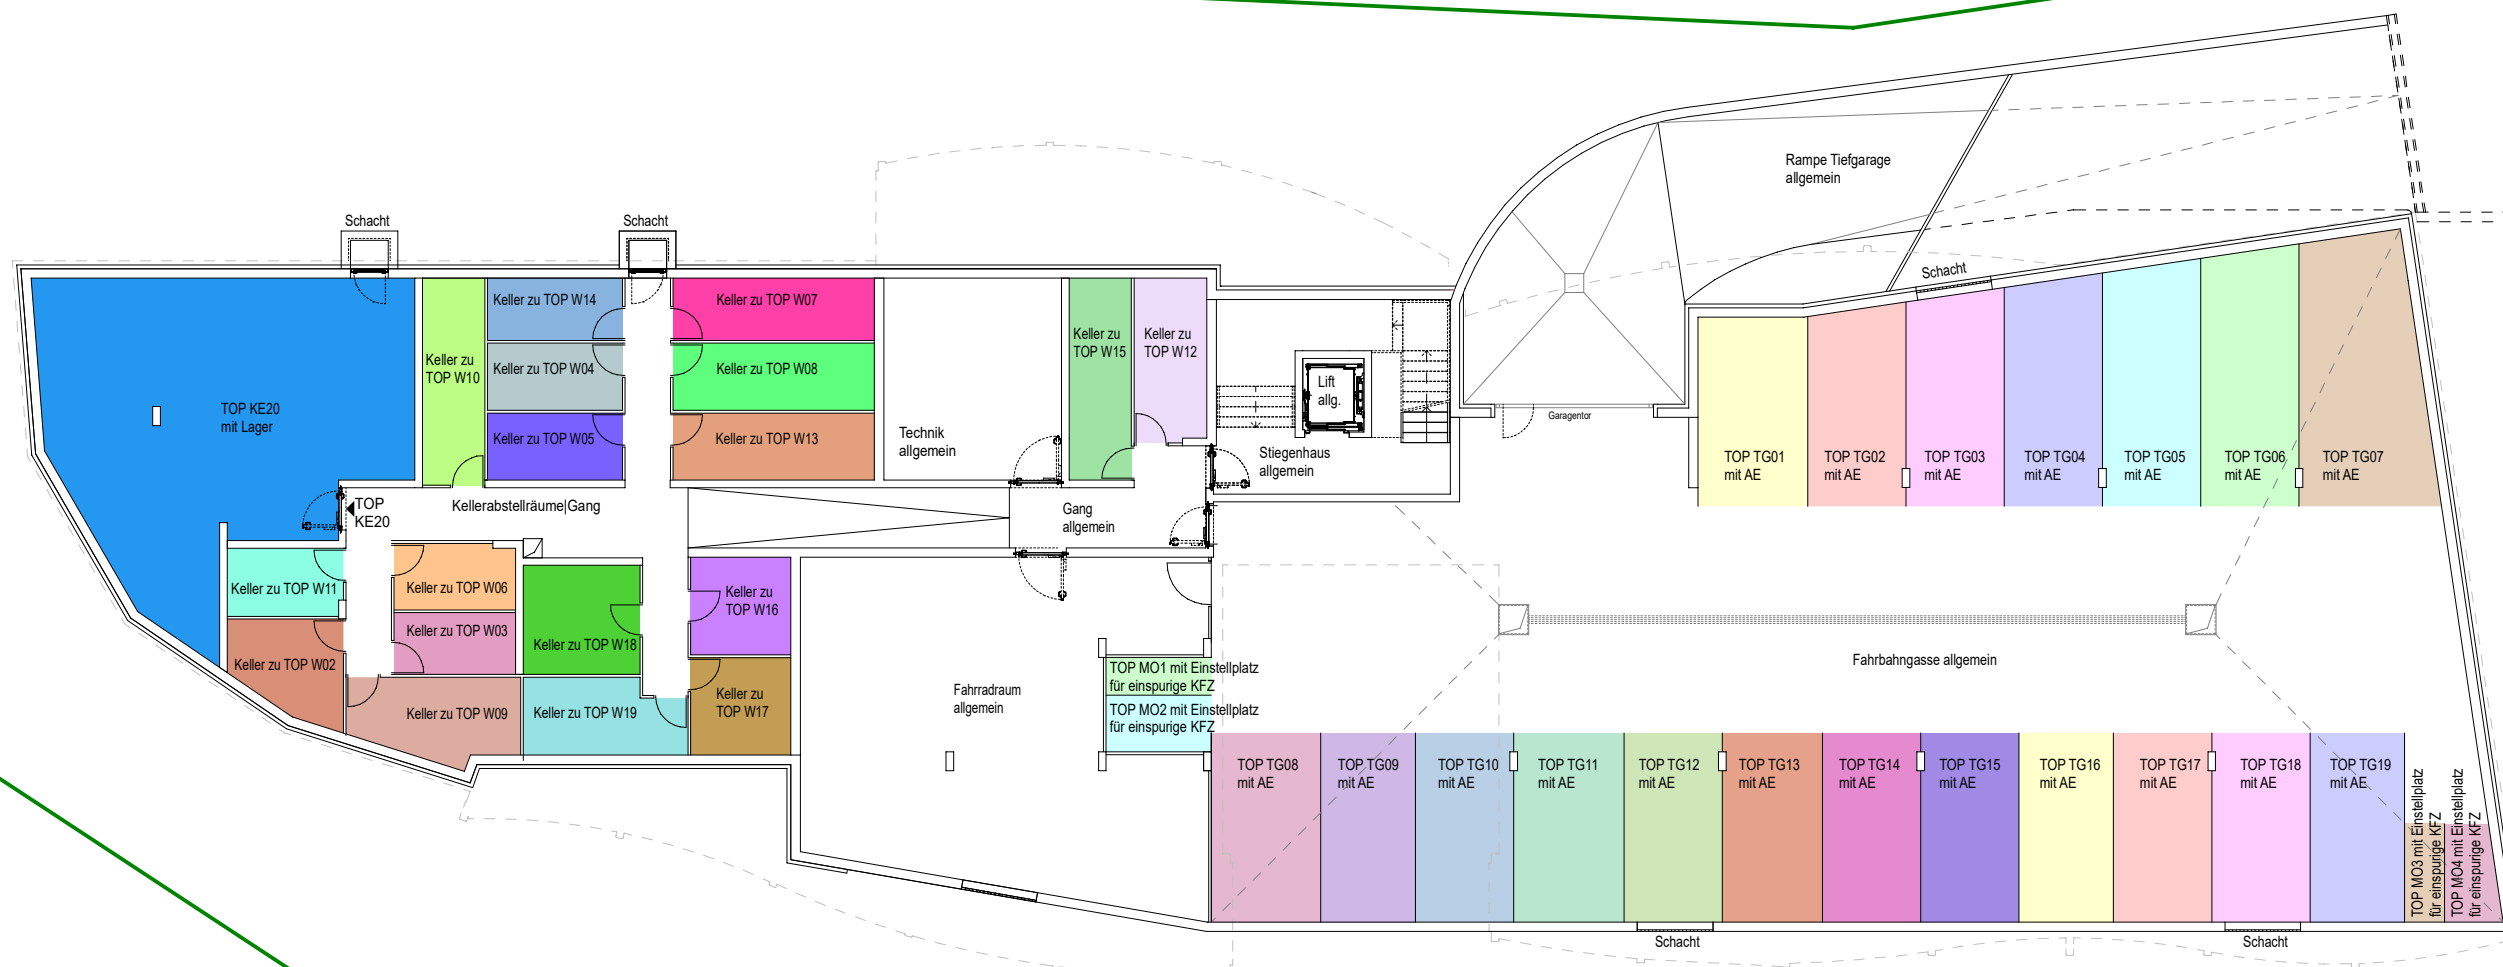 Rampe Tiefgarage
allgemein
Schacht
Schacht
Schacht
Keller zu TOP W14
Keller zu TOP W07
Keller zu
TOP W10
Keller zu TOP W04
Keller zu TOP W08
Keller zu
TOP W15
Keller zu
TOP W12
Lift
allg.
TOP KE20
mit Lager
Keller zu TOP W05
Keller zu TOP W13
Technik
allgemein
Stiegenhaus
allgemein
Garagentor
TOP TG01
mit AE
TOP TG02
mit AE
TOP TG03
mit AE
TOP TG04
mit AE
TOP TG05
mit AE
TOP TG06
mit AE
TOP TG07
mit AE
TOP
KE20
Kellerabstellräume|Gang
Gang
allgemein
Keller zu TOP W11
Keller zu TOP W06
Keller zu
TOP W16
Keller zu TOP W03
Keller zu TOP W18
Keller zu TOP W02
Keller zu TOP W09
Keller zu TOP W19
Keller zu
TOP W17
Fahrradraum
allgemein
TOP MO1 mit Einstellplatz
für einspurige KFZ
TOP MO2 mit Einstellplatz
für einspurige KFZ
Fahrbahngasse allgemein
TOP TG08
mit AE
TOP TG09
mit AE
TOP TG10
mit AE
TOP TG11
mit AE
TOP TG12
mit AE
TOP TG13
mit AE
TOP TG14
mit AE
TOP TG15
mit AE
TOP TG16
mit AE
TOP TG17
mit AE
TOP TG18
mit AE
TOP TG19
mit AE
TOP MO3 mit Einstellplatz
für einspurige KFZ
TOP MO4 mit Einstellplatz
für einspurige KFZ
Schacht
Schacht